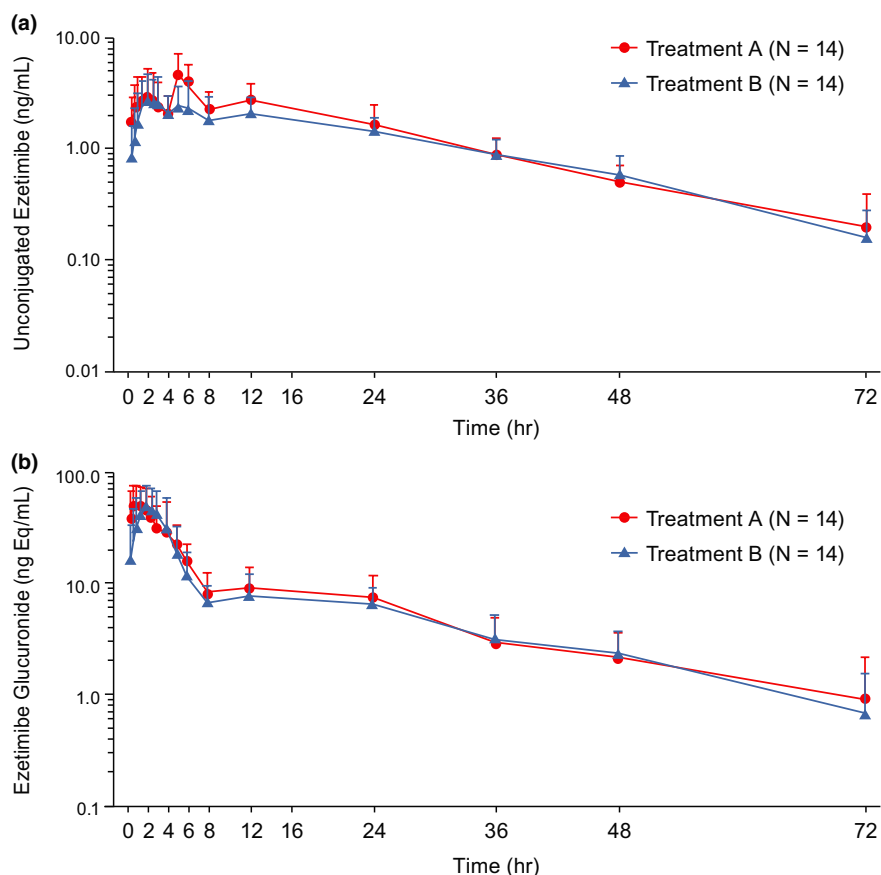 (a)
Unconjugated Ezetimibe (ng/mL)
10.00
1.00
0.10
0.01
Treatment A (N = 14)
Treatment B (N = 14)
0 2 4 6 8 12 16 24 36 48 72
Time (hr)
(b)
Ezetimibe Glucuronide (ng Eq/mL)
100.0
10.0
1.0
0.1
Treatment A (N = 14)
Treatment B (N = 14)
0 2 4 6 8 12 16 24 36 48 72
Time (hr)